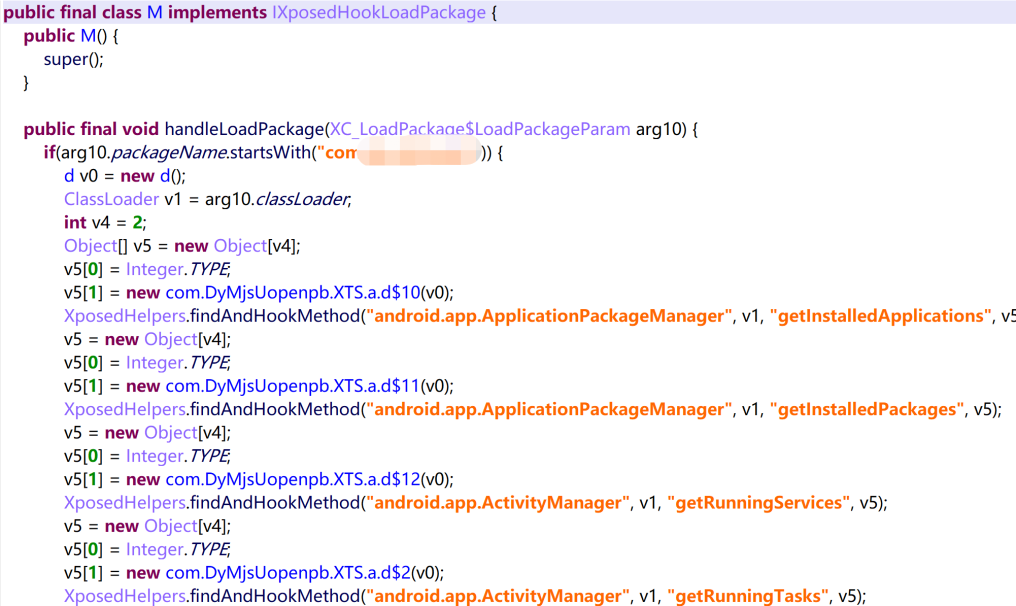 public final class M implements IXposedHookLoadPackage {
public M() {
super();
}
public final void handleLoadPackage(XC_LoadPackage$LoadPackageParam arg10) {
if(arg10.packageName.startsWith("com )) {
d v0 = new d();
ClassLoader v1 = arg10.classLoader;
int v4 = 2;
Object[] v5 = new Object[v4];
v5[0] = Integer.TYPE;
v5[1] = new com.DyMjsUopenpb.XTS.a.d$10(v0);
XposedHelpers.findAndHookMethod("android.app.ApplicationPackageManager", v1, "getInstalledApplications", v5
v5 = new Object[v4];
v5[0] = Integer.TYPE;
v5[1] = new com.DyMjsUopenpb.XTS.a.d$11(v0);
XposedHelpers.findAndHookMethod("android.app.ApplicationPackageManager", v1, "getInstalledPackages", v5);
v5 = new Object[v4];
v5[0] = Integer.TYPE;
v5[1] = new com.DyMjsUopenpb.XTS.a.d$12(v0);
XposedHelpers.findAndHookMethod("android.app.ActivityManager", v1, "getRunningServices", v5);
v5 = new Object[v4];
v5[0] = Integer.TYPE;
v5[1] = new com.DyMjsUopenpb.XTS.a.d$2(v0);
XposedHelpers.findAndHookMethod("android.app.ActivityManager", v1, "getRunningTasks", v5);